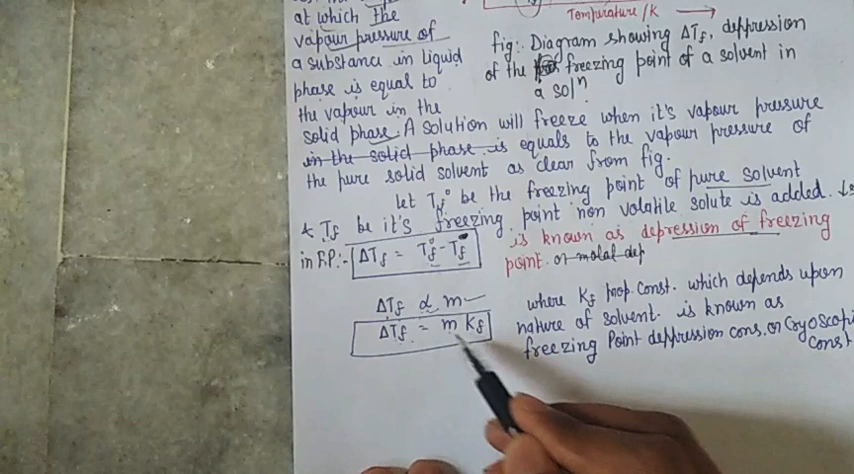 Temperature/K
at which the
vapour pressure of
a substance in liquid
phase is equal to
the vapour in the
solid phase. A solution will freeze when it's vapour pressure
in the solid phase is equals to the vapour pressure of
the pure solid solvent as clear from fig.
fig:- Diagram showing ΔTf, depression
of the freezing point of a solvent in
a solⁿ
let Tf° be the freezing point of pure solvent
& Tf be it's freezing point non volatile solute is added.
in F.P:- ΔTf = Tf° - Tf
is known as depression of freezing
point. or molal dep
ΔTf α m
ΔTf = m Kf
where Kf prop. const. which depends upon
nature of solvent. is known as
freezing Point depression cons. or Cryoscopi
const